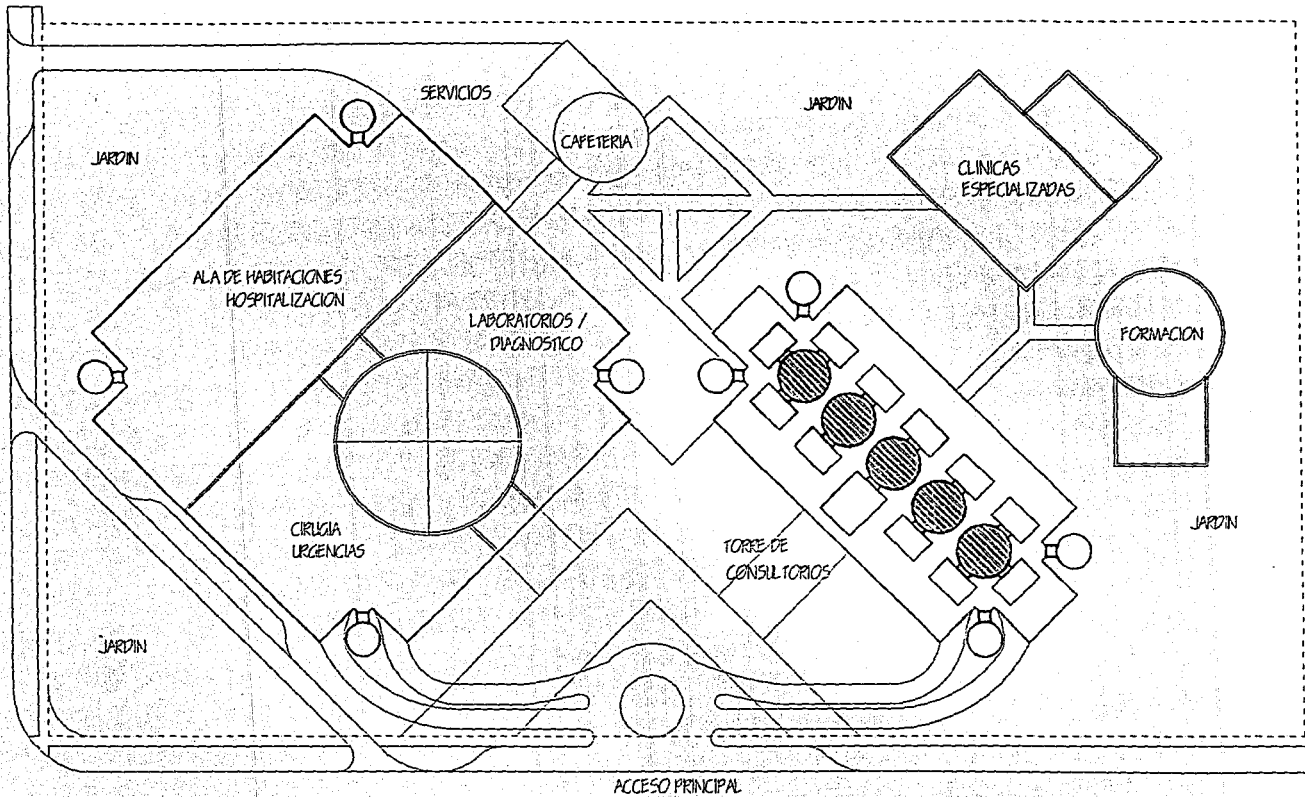 SERVICIOS
JARDIN
CAFETERIA
JARDIN
CLINICAS
ESPECIALIZADAS
ALA DE HABITACIONES
HOSPITALIZACION
LABORATORIOS /
DIAGNOSTICO
FORMACION
CIRUGIA
URGENCIAS
TORRE DE
CONSULTORIOS
JARDIN
JARDIN
ACCESO PRINCIPAL